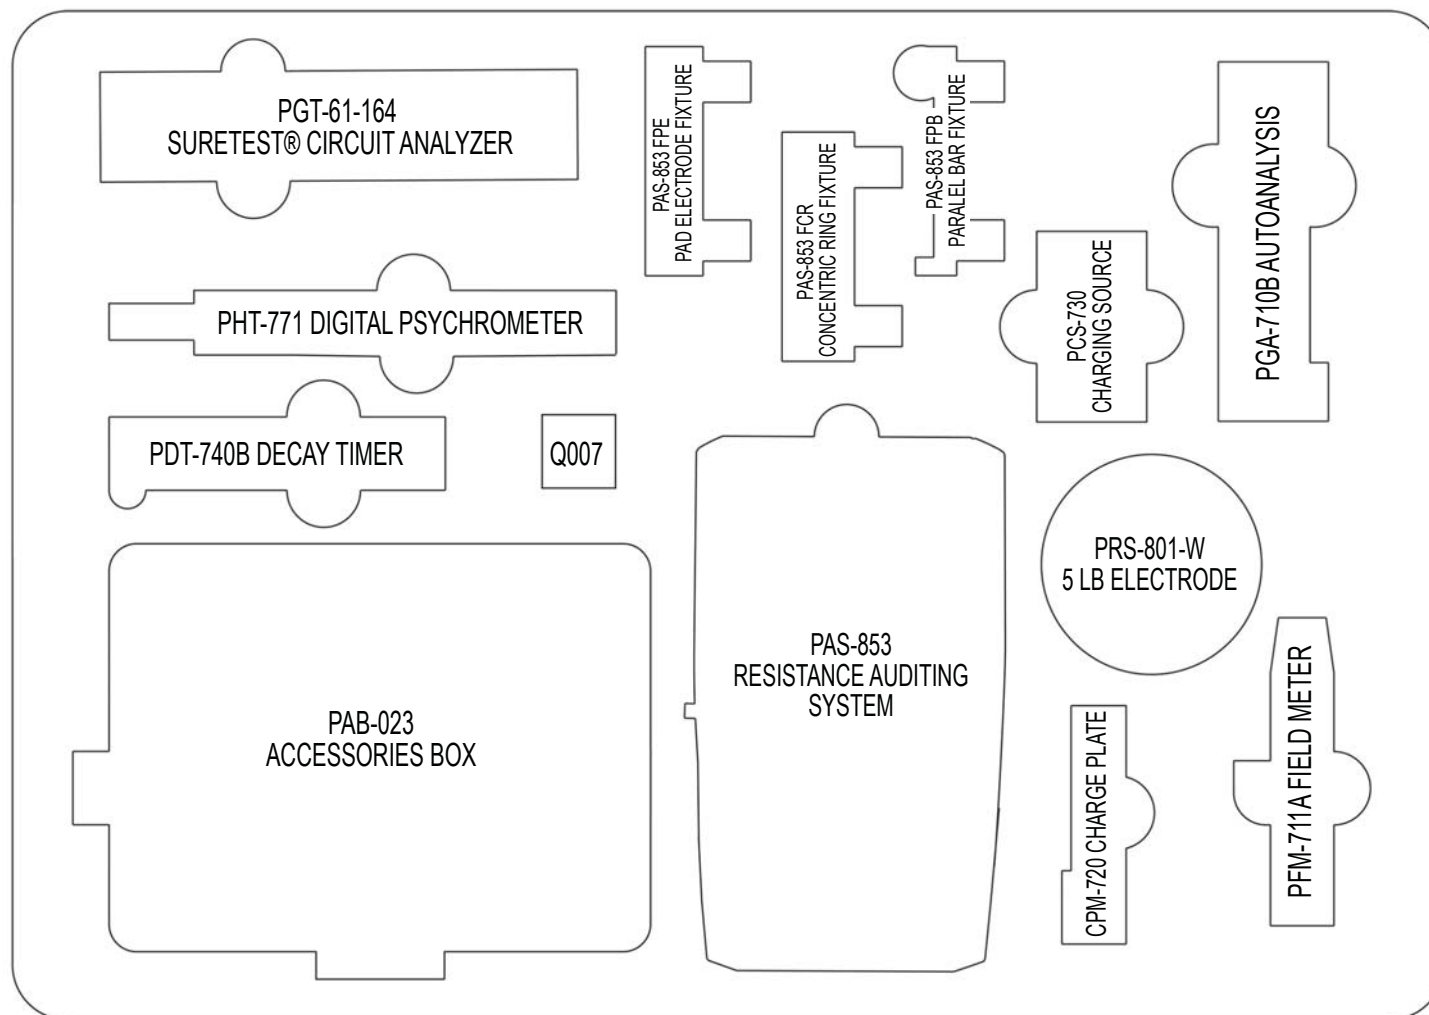 PGT-61-164
SURETEST® CIRCUIT ANALYZER
PAS-853 FPE
PAD ELECTRODE FIXTURE
PAS-853 FCR
CONCENTRIC RING FIXTURE
PAS-853 FPB
PARALEL BAR FIXTURE
PCS-730
CHARGING SOURCE
PGA-710B AUTOANALYSIS
PHT-771 DIGITAL PSYCHROMETER
PDT-740B DECAY TIMER
Q007
PRS-801-W
5 LB ELECTRODE
PAS-853
RESISTANCE AUDITING
SYSTEM
PAB-023
ACCESSORIES BOX
CPM-720 CHARGE PLATE
PFM-711A FIELD METER